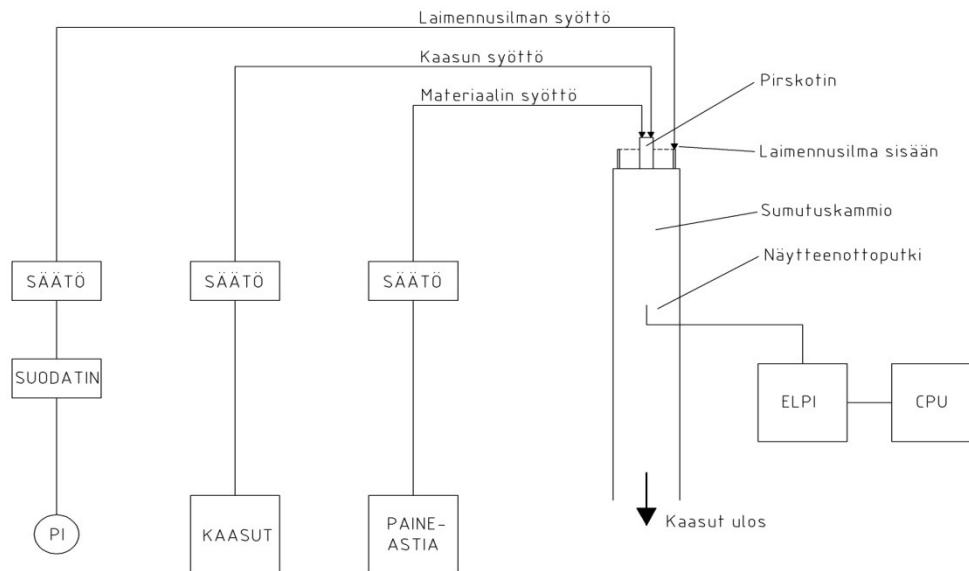 Laimennusilman syöttö
Kaasun syöttö
Materiaalin syöttö
Pirskotin
Laimennusilma sisään
Sumutuskammio
Näytteenottoputki
SÄÄTÖ
SÄÄTÖ
SÄÄTÖ
SUODATIN
ELPI
CPU
PI
KAASUT
PAINE-
ASTIA
Kaasut ulos